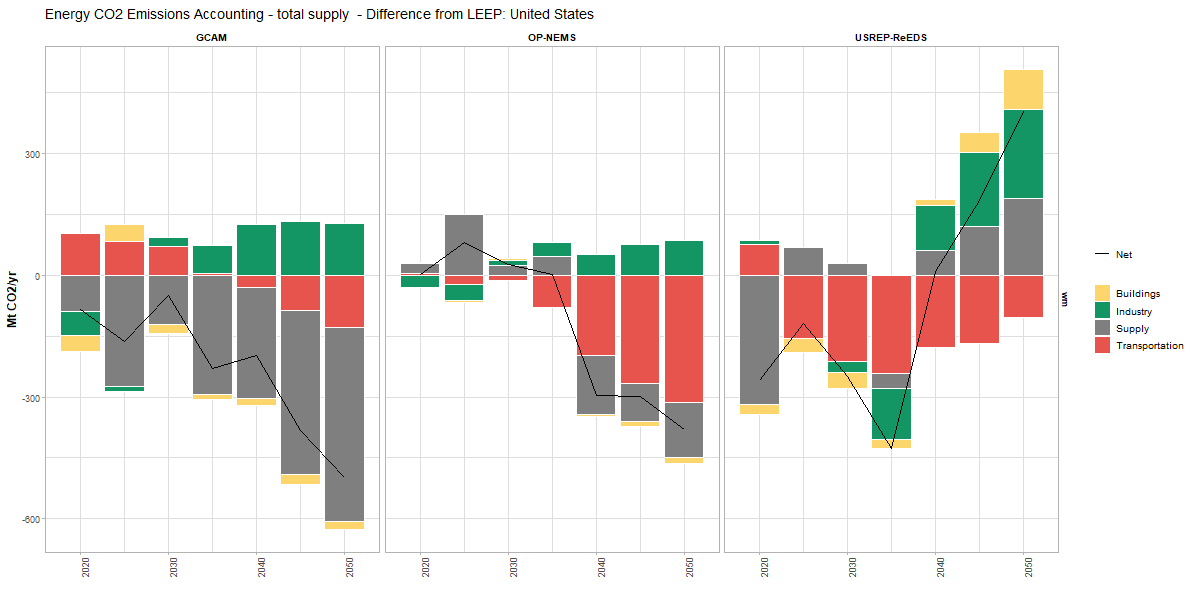 Energy CO2 Emissions Accounting - total supply  - Difference from LEEP: United States
GCAM
OP-NEMS
USREP-ReEDS
Mt CO2/yr
300
0
-300
-600
2020
2030
2040
2050
2020
2030
2040
2050
2020
2030
2040
2050
wm
Net
Buildings
Industry
Supply
Transportation